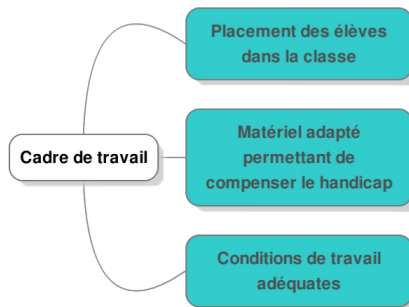 Placement des élèves
dans la classe
Cadre de travail
Matériel adapté
permettant de
compenser le handicap
Conditions de travail
adéquates